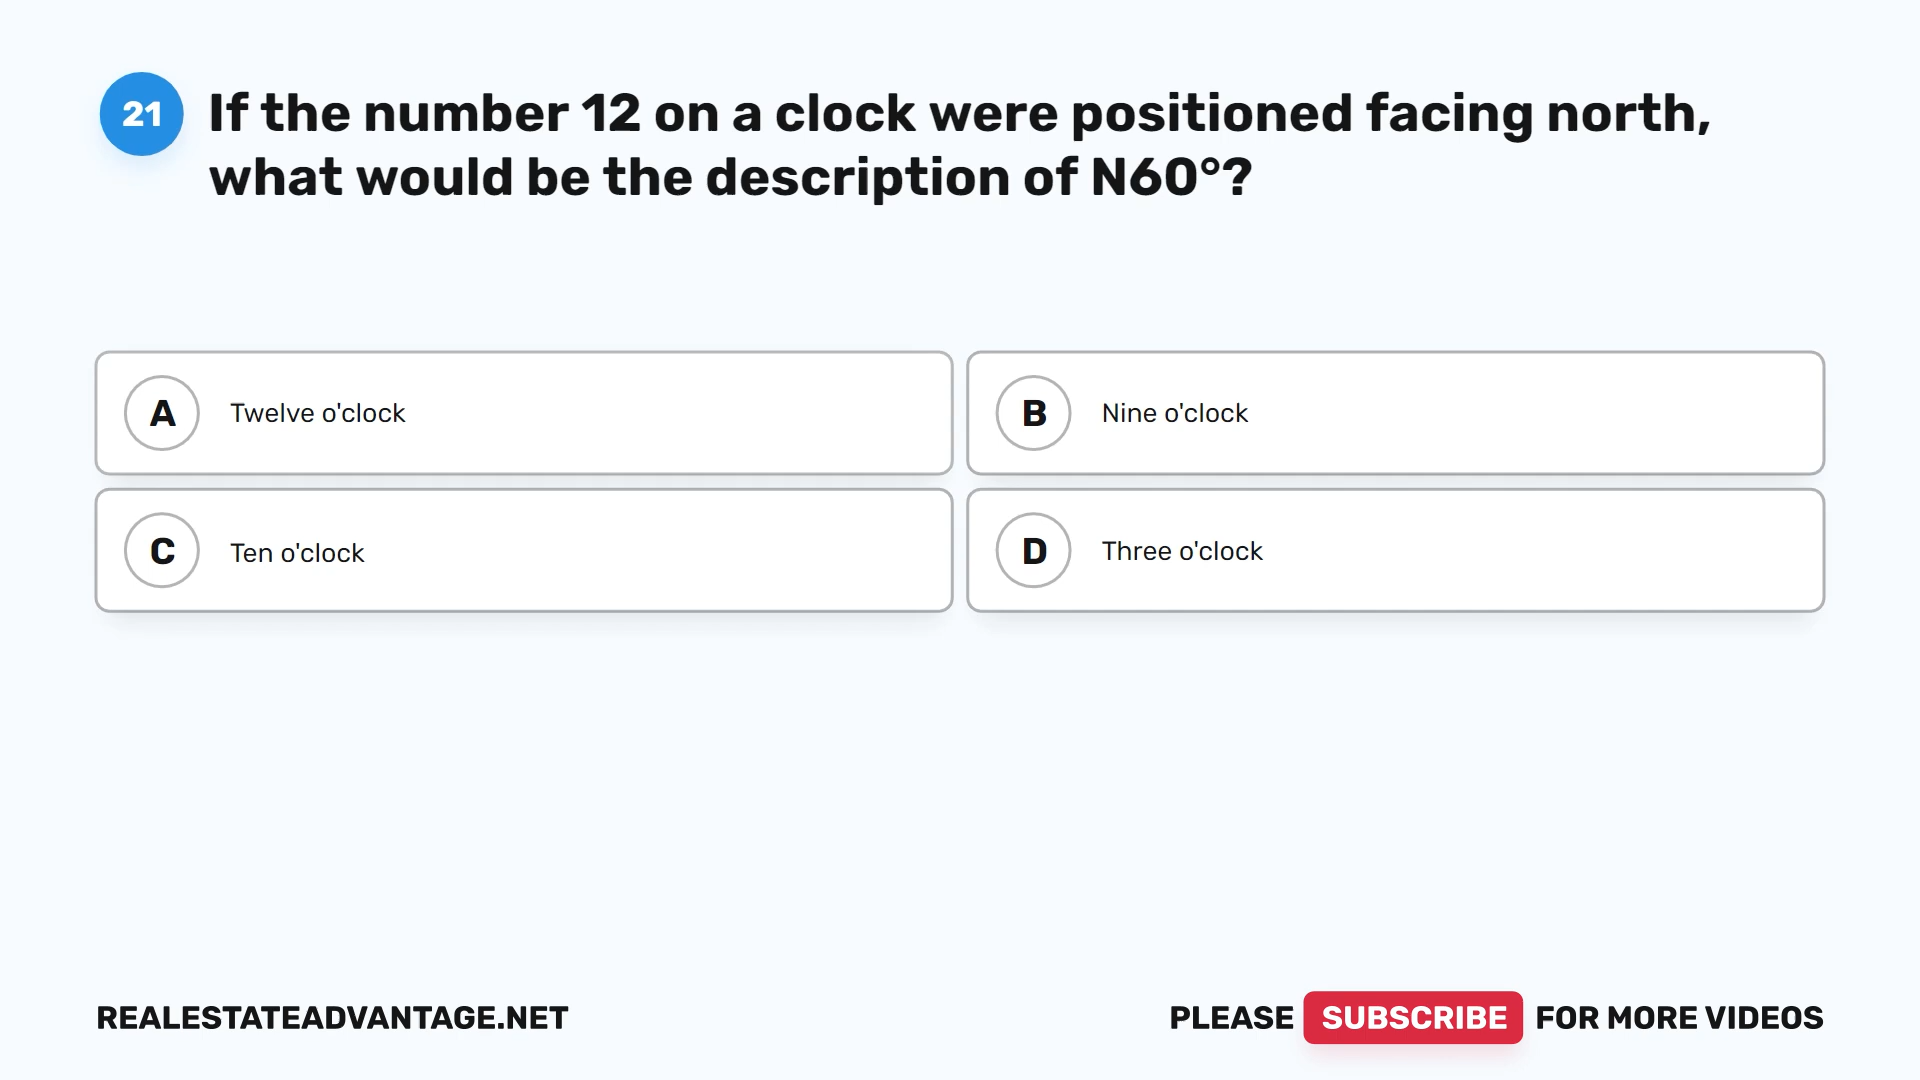 21
If the number 12 on a clock were positioned facing north,
what would be the description of N60°?
A Twelve o'clock
B Nine o'clock
C Ten o'clock
D Three o'clock
REALESTATEADVANTAGE.NET
PLEASE SUBSCRIBE FOR MORE VIDEOS